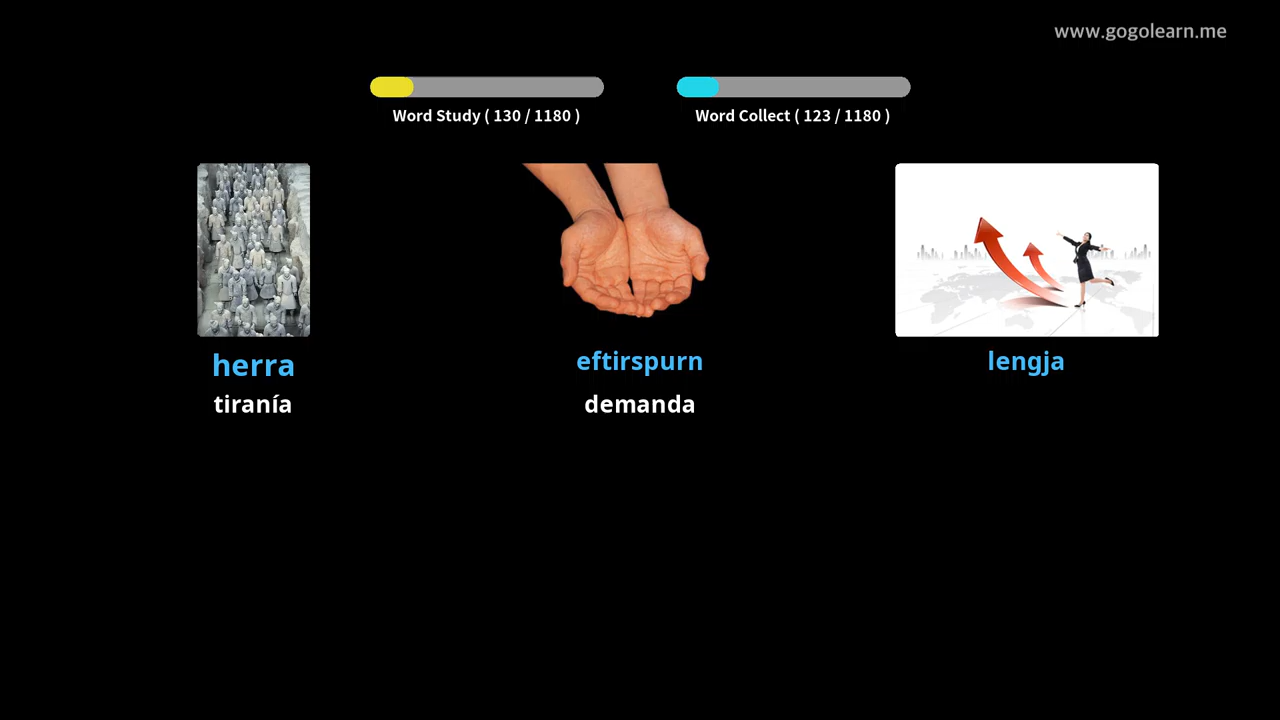 www.gogolearn.me
Word Study ( 130 / 1180 )
Word Collect ( 123 / 1180 )
herra
tiranía
eftirspurn
demanda
lengja